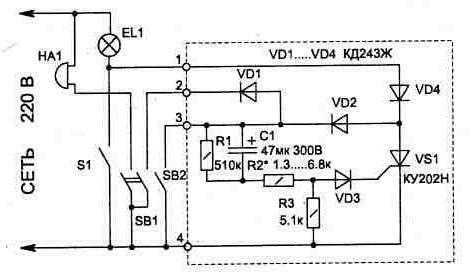 HA1
EL1
VD1.....VD4 КД243Ж
1
2
VD1
3
VD2
VD4
СЕТЬ 220 В
S1
SB1
SB2
R1
510к
C1
+
47мк 300В
R2* 1.3.....6.8к
VD3
VS1
КУ202Н
R3
5.1к
4